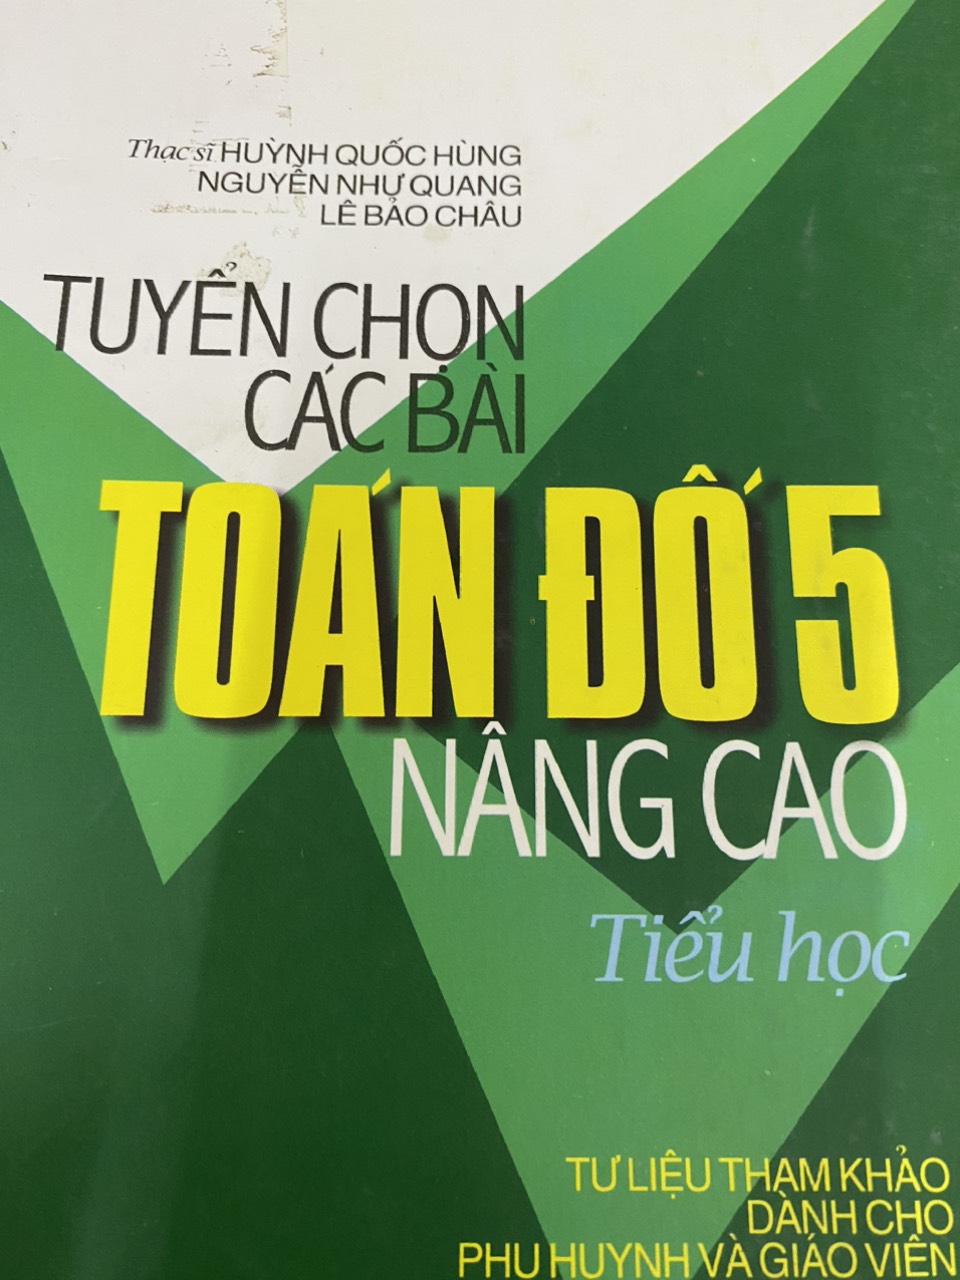 Thạc sĩ HUỲNH QUỐC HÙNG
NGUYỄN NHƯ QUANG
LÊ BẢO CHÂU
TUYỂN CHỌN
CÁC BÀI
TOÁN ĐỐ 5
NÂNG CAO
Tiểu học
TƯ LIỆU THAM KHẢO
DÀNH CHO
PHỤ HUYNH VÀ GIÁO VIÊN